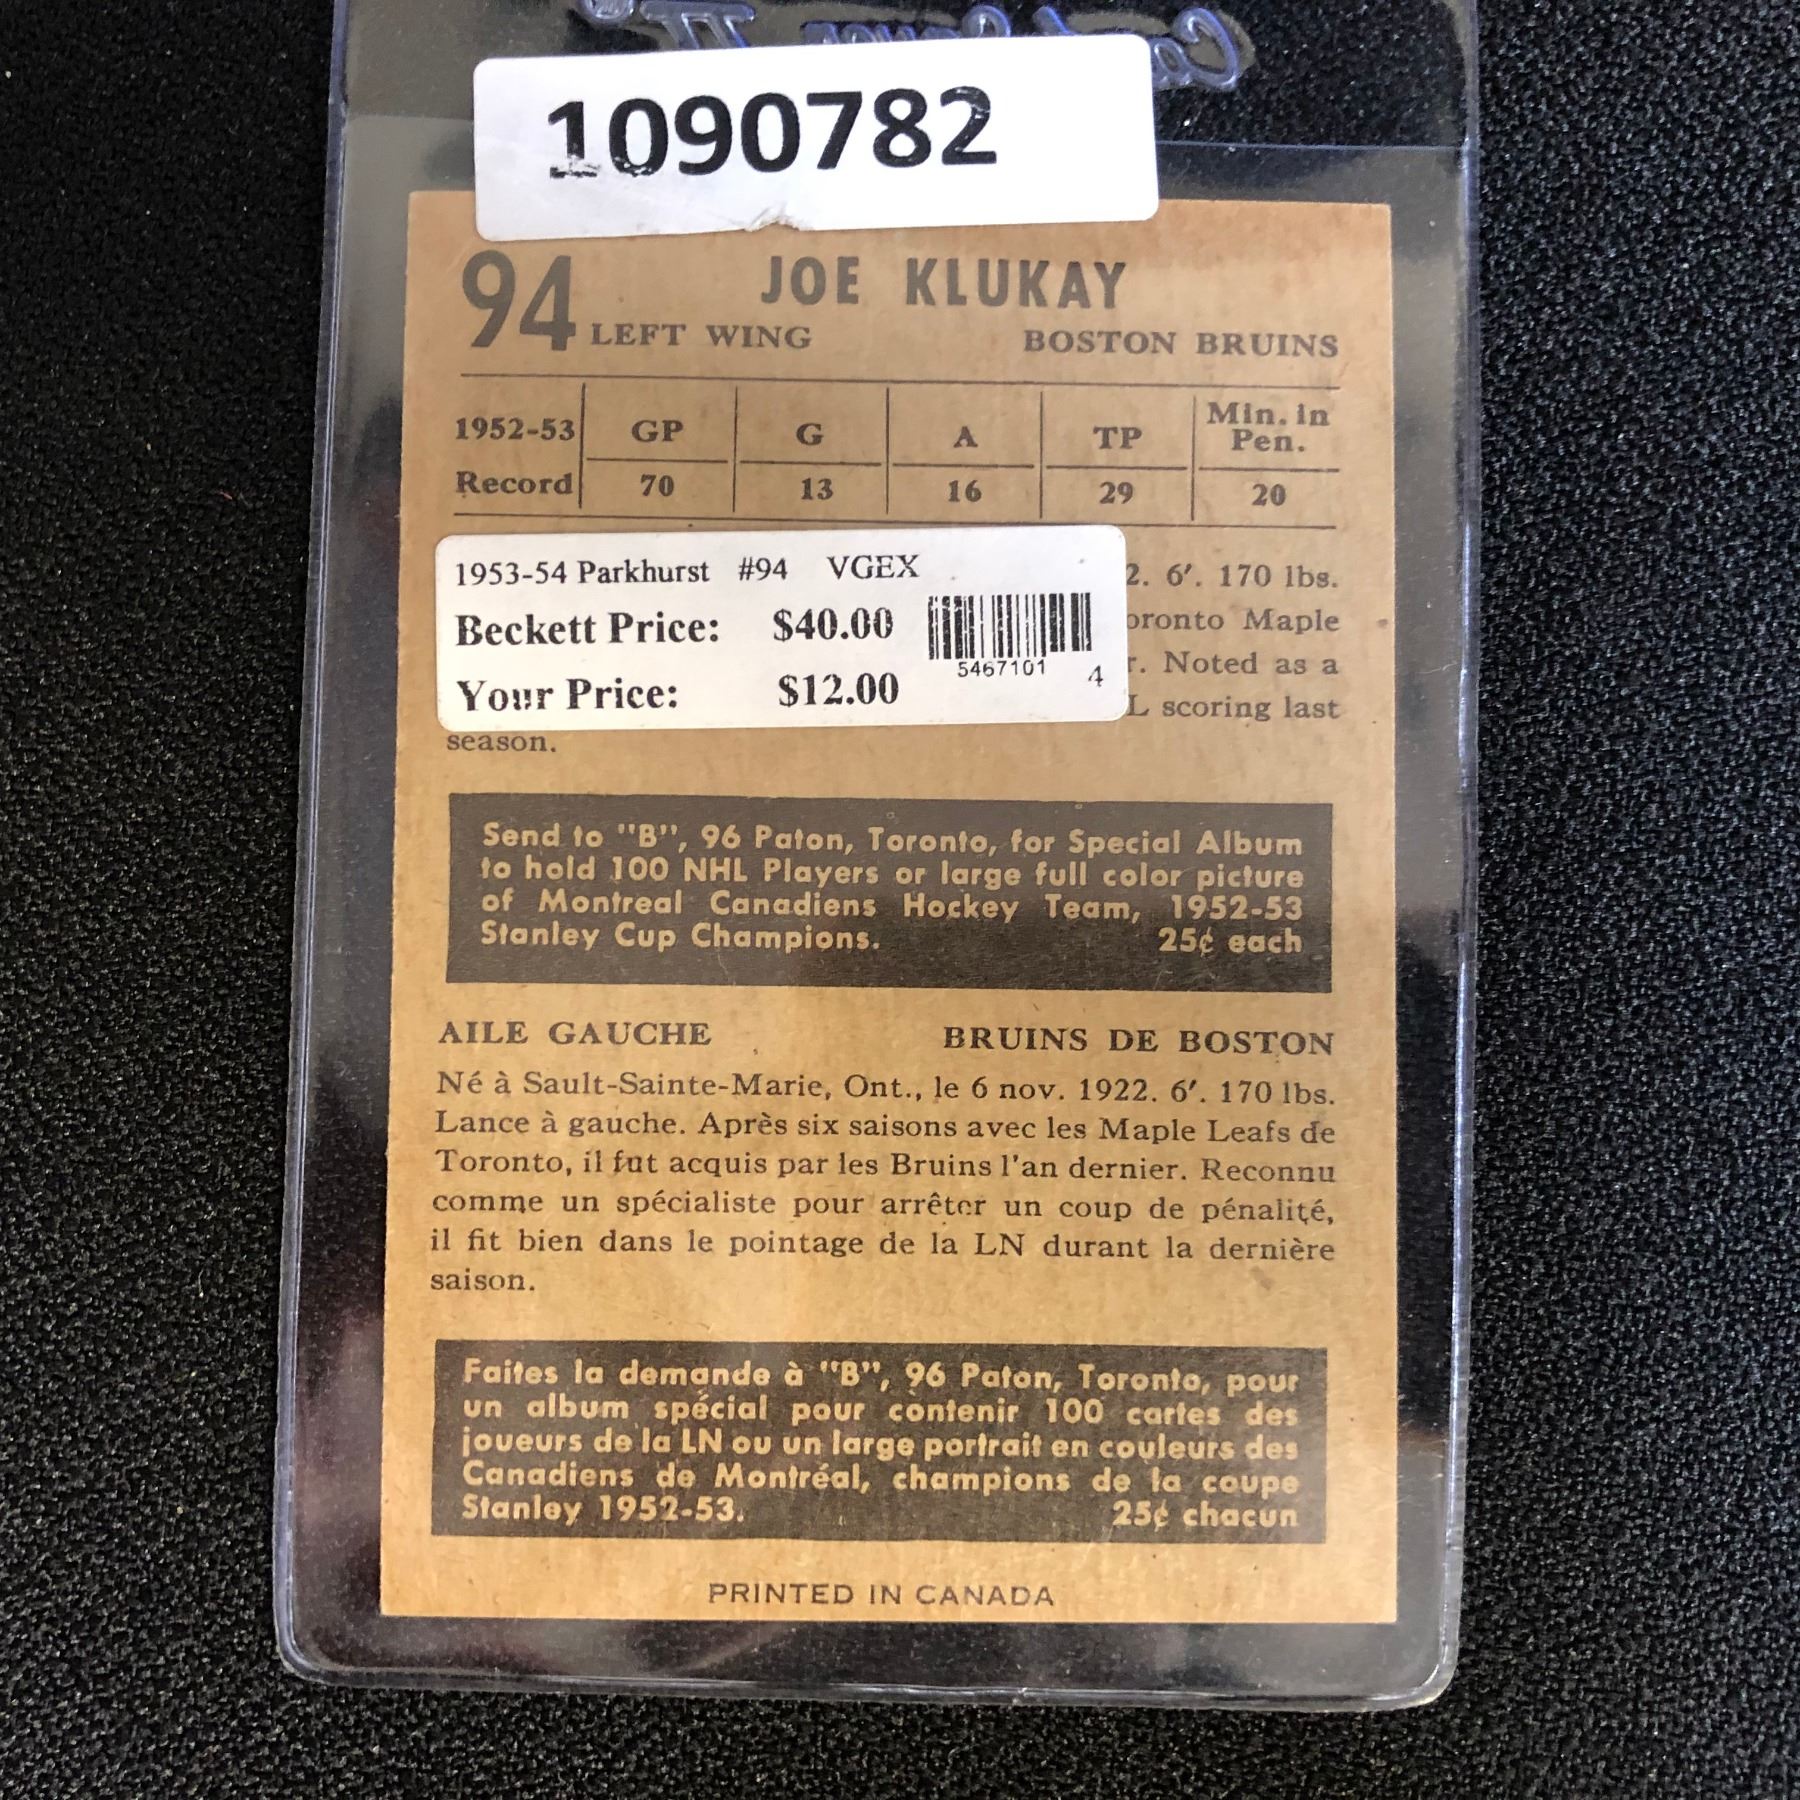 1090782
94 JOE KLUKAY
LEFT WING BOSTON BRUINS
1952-53 GP G A TP Min. in Pen.
Record 70 13 16 29 20
1953-54 Parkhurst #94 VGEX
Beckett Price: $40.00
5467101 4
Your Price: $12.00
2. 6′. 170 lbs.
Maple
Noted as a
scoring last
season.
Send to "B", 96 Paton, Toronto, for Special Album
to hold 100 NHL Players or large full color picture
of Montreal Canadiens Hockey Team, 1952-53
Stanley Cup Champions. 25¢ each
AILE GAUCHE BRUINS DE BOSTON
Né à Sault-Sainte-Marie, Ont., le 6 nov. 1922. 6′. 170 lbs.
Lance à gauche. Après six saisons avec les Maple Leafs de
Toronto, il fut acquis par les Bruins l'an dernier. Reconnu
comme un spécialiste pour arrêter un coup de pénalité,
il fit bien dans le pointage de la LN durant la dernière
saison.
Faites la demande à "B", 96 Paton, Toronto, pour
un album spécial pour contenir 100 cartes des
joueurs de la LN ou un large portrait en couleurs des
Canadiens de Montréal, champions de la coupe
Stanley 1952-53. 25¢ chacun
PRINTED IN CANADA